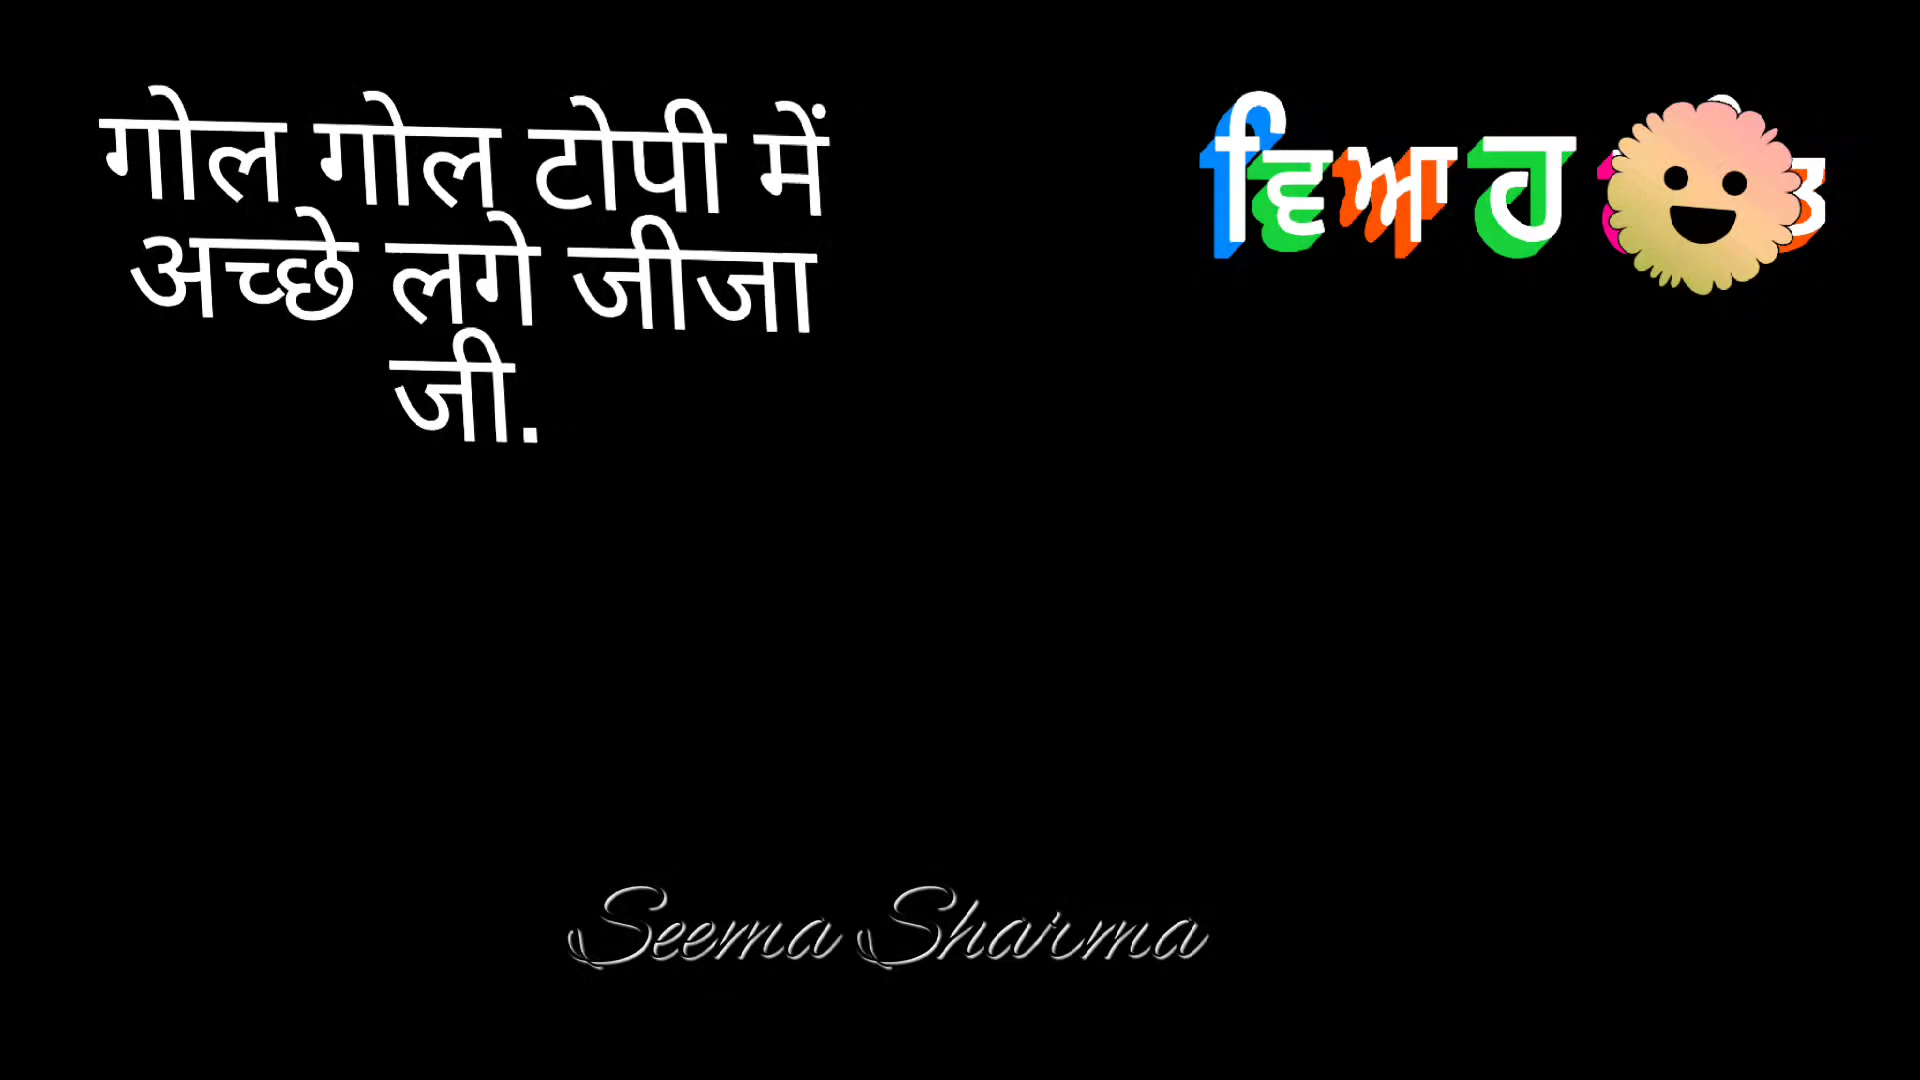 गोल गोल टोपी में
अच्छे लगे जीजा
जी.
ਵਿਆਹ
Seema Sharma